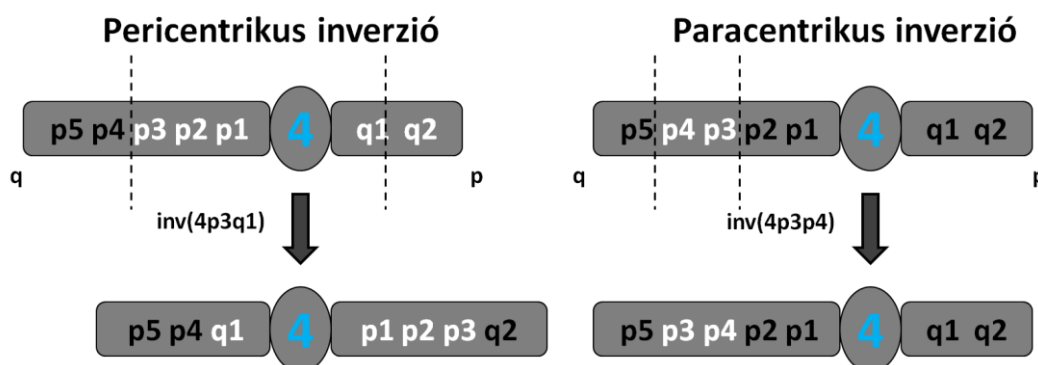 Pericentrikus inverzió
p5 p4 p3 p2 p1 4 q1 q2
q p
inv(4p3q1)
p5 p4 q1 4 p1 p2 p3 q2
Paracentrikus inverzió
p5 p4 p3 p2 p1 4 q1 q2
q p
inv(4p3p4)
p5 p3 p4 p2 p1 4 q1 q2